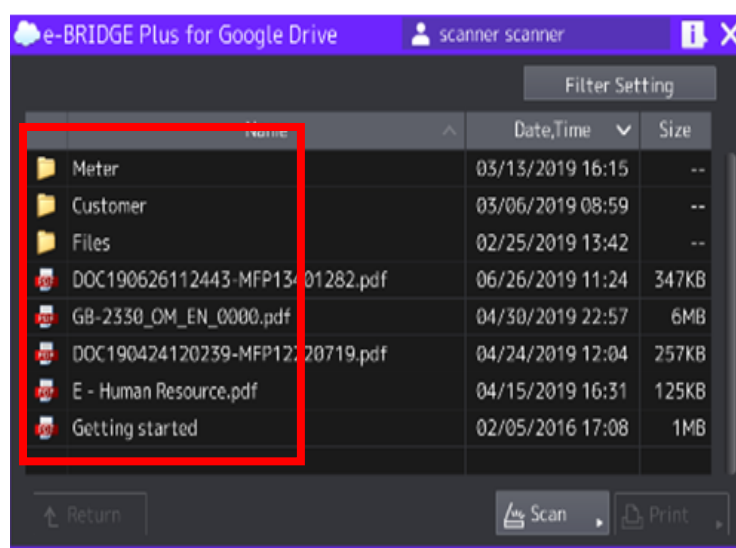 e-BRIDGE Plus for Google Drive scanner scanner i X
Filter Setting
Name Date,Time Size
Meter 03/13/2019 16:15 --
Customer 03/06/2019 08:59 --
Files 02/25/2019 13:42 --
DOC190626112443-MFP13401282.pdf 06/26/2019 11:24 347KB
GB-2330_OM_EN_0000.pdf 04/30/2019 22:57 6MB
DOC190424120239-MFP12220719.pdf 04/24/2019 12:04 257KB
E - Human Resource.pdf 04/15/2019 16:31 125KB
Getting started 02/05/2016 17:08 1MB
Return Scan Print